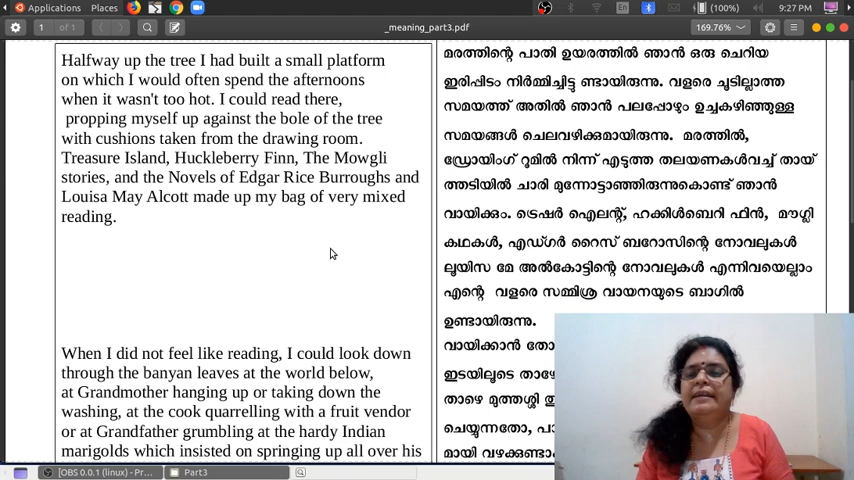 Applications Places En (100%) 9:27 PM
1 of 1 _meaning_part3.pdf 169.76%
Halfway up the tree I had built a small platform
on which I would often spend the afternoons
when it wasn't too hot. I could read there,
propping myself up against the bole of the tree
with cushions taken from the drawing room.
Treasure Island, Huckleberry Finn, The Mowgli
stories, and the Novels of Edgar Rice Burroughs and
Louisa May Alcott made up my bag of very mixed
reading.
When I did not feel like reading, I could look down
through the banyan leaves at the world below,
at Grandmother hanging up or taking down the
washing, at the cook quarrelling with a fruit vendor
or at Grandfather grumbling at the hardy Indian
marigolds which insisted on springing up all over his
മരത്തിന്റെ പാതി ഉയരത്തിൽ ഞാൻ ഒരു ചെറിയ
ഇരിപ്പിടം നിർമ്മിച്ചിട്ടു ണ്ടായിരുന്നു. വളരെ ചൂടില്ലാത്ത
സമയത്ത് അതിൽ ഞാൻ പലപ്പോഴും ഉച്ചകഴിഞ്ഞുള്ള
സമയങ്ങൾ ചെലവഴിക്കുമായിരുന്നു. മരത്തിൽ,
ഡ്രോയിംഗ് റൂമിൽ നിന്ന് എടുത്ത തലയണകൾവച്ച് തായ്
ത്തടിയിൽ ചാരി മുന്നോട്ടാഞ്ഞിരുന്നുകൊണ്ട് ഞാൻ
വായിക്കും. ട്രെഷർ ഐലന്റ്, ഹക്കിൾബെറി ഫിൻ, മൗഗ്ലി
കഥകൾ, എഡ്ഗർ റൈസ് ബറോസിന്റെ നോവലുകൾ
ലൂയിസ മേ അൽകോട്ടിന്റെ നോവലുകൾ എന്നിവയെല്ലാം
എന്റെ വളരെ സമ്മിശ്ര വായനയുടെ ബാഗിൽ
ഉണ്ടായിരുന്നു.
വായിക്കാൻ തോ
ഇടയിലൂടെ താഴേ
താഴെ മുത്തശ്ശി തു
ചെയ്യുന്നതോ, പാ
മായി വഴക്കുണ്ടാ
[OBS 0.0.1 (linux) - Pr... Part3